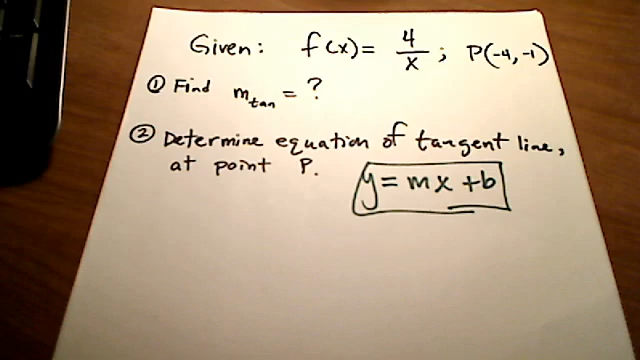 Given: f(x) = 4/x ; P(-4,-1)
① Find m_tan = ?
② Determine equation of tangent line,
at point P.
y = mx + b